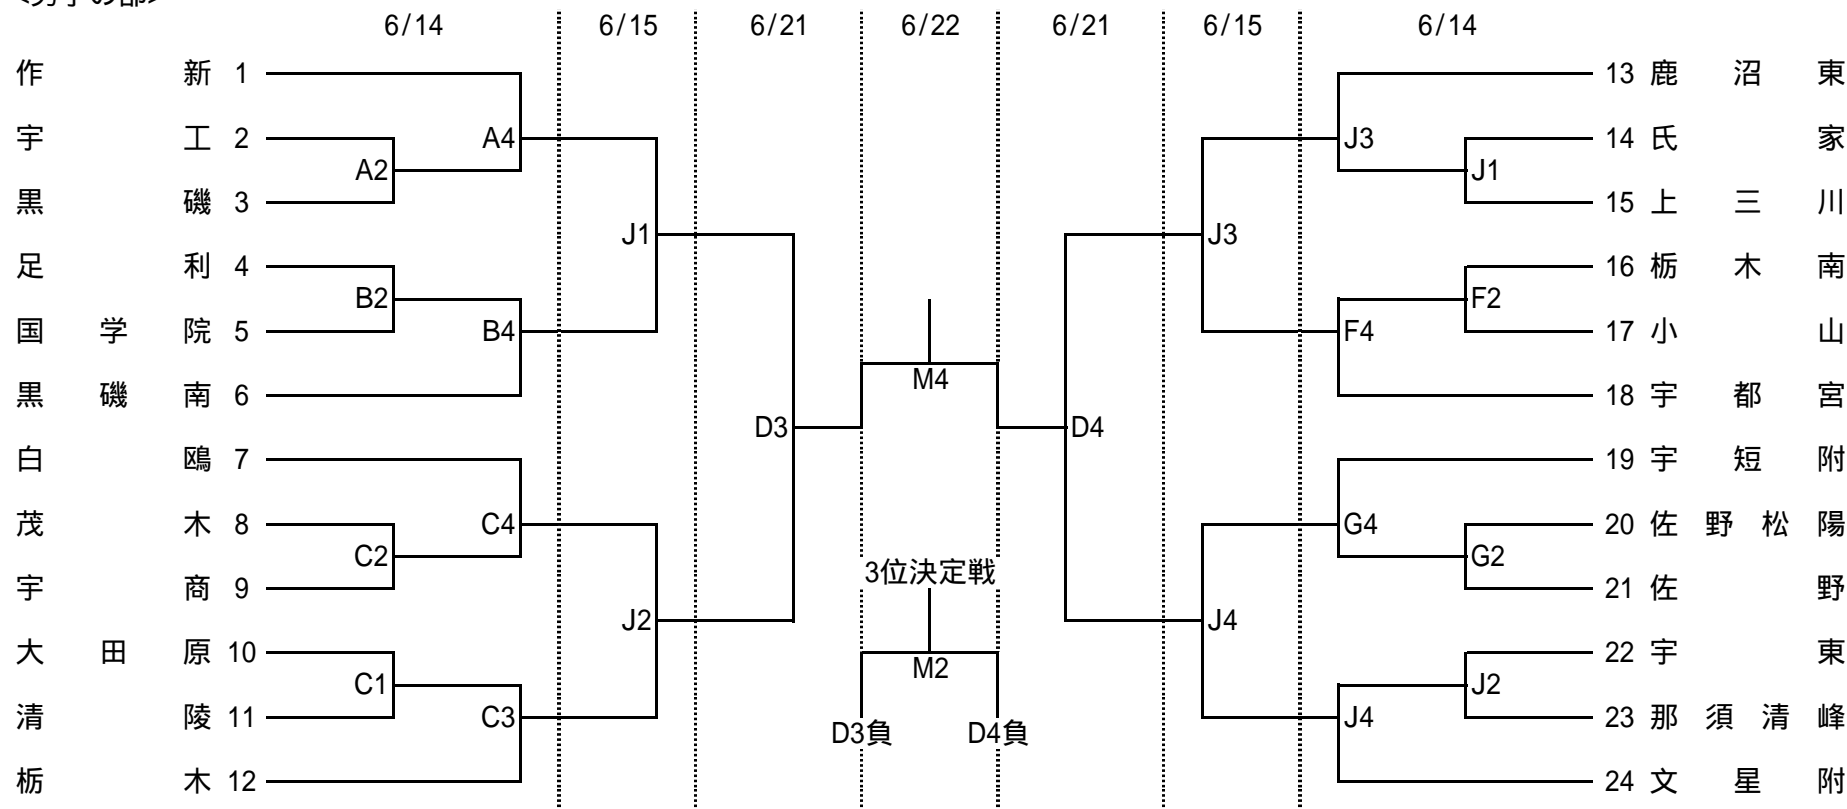 6/14 6/15 6/21 6/22 6/21 6/15 6/14
作新 1 13 鹿沼東
宇工 2 A4 J3 14 氏家
A2 J1
黒磯 3 15 上三川
J1 J3
足利 4 16 栃木南
B2 F2
国学院 5 B4 F4 17 小山
M4
黒磯南 6 18 宇都宮
D3 D4
白鴎 7 19 宇短附
茂木 8 C4 G4 20 佐野松陽
C2 G2
3位決定戦
宇商 9 21 佐野
J2 J4
大田原 10 22 宇東
M2
C1 J2
清陵 11 C3 J4 23 那須清峰
D3負 D4負
栃木 12 24 文星附